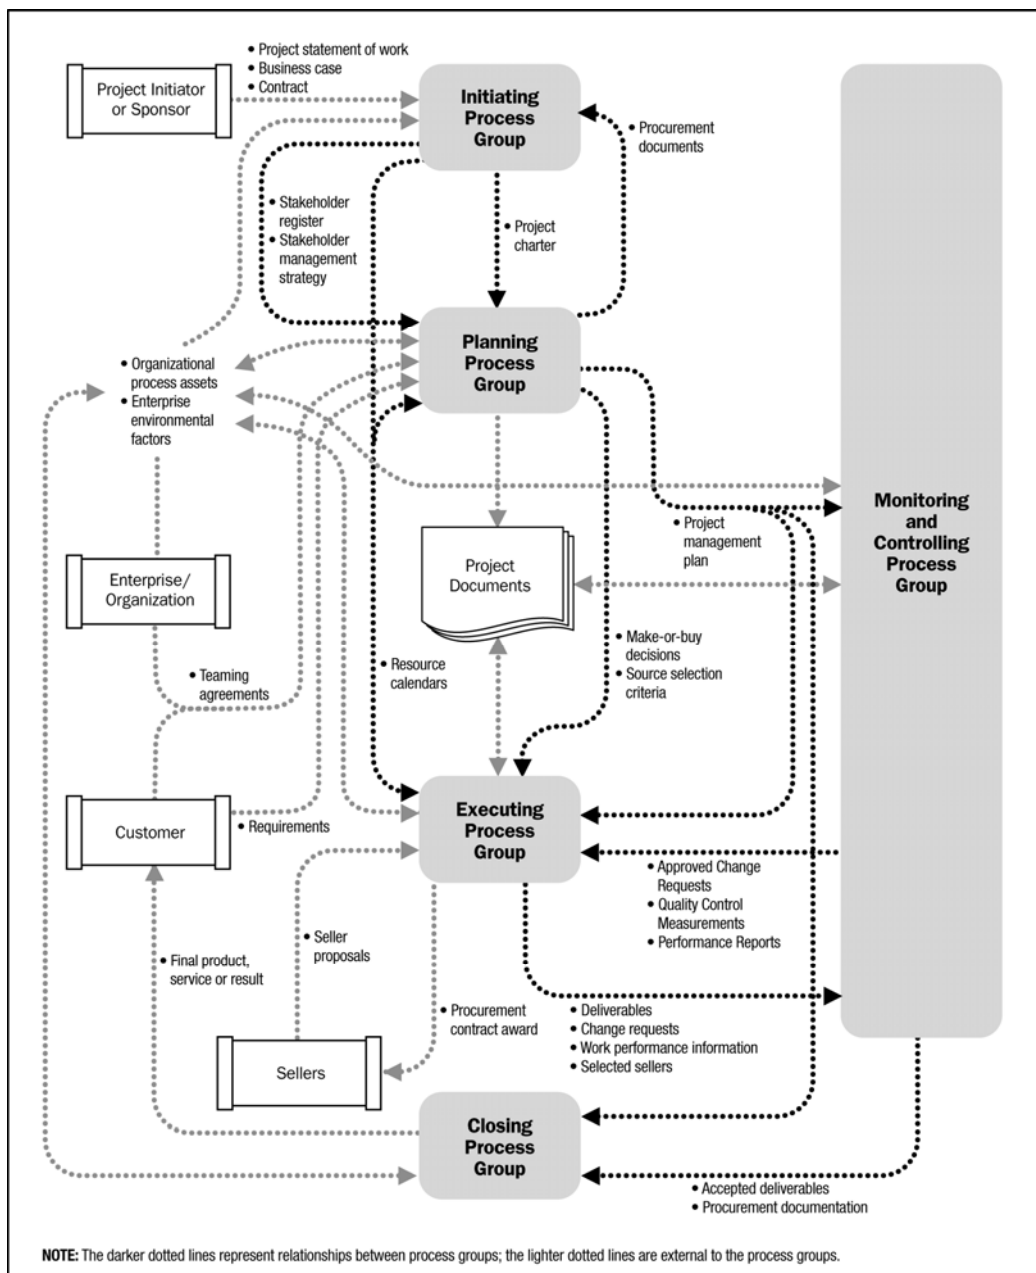 • Project statement of work
• Business case
• Contract
Project Initiator
or Sponsor
Initiating
Process
Group
• Procurement
documents
• Stakeholder
register
• Stakeholder
management
strategy
• Project
charter
Planning
Process
Group
• Organizational
process assets
• Enterprise
environmental
factors
Monitoring
and
Controlling
Process
Group
• Project
management
plan
Project
Documents
Enterprise/
Organization
• Teaming
agreements
• Resource
calendars
• Make-or-buy
decisions
• Source selection
criteria
Customer
• Requirements
Executing
Process
Group
• Approved Change
Requests
• Quality Control
Measurements
• Performance Reports
• Seller
proposals
• Final product,
service or result
• Procurement
contract award
• Deliverables
• Change requests
• Work performance information
• Selected sellers
Sellers
Closing
Process
Group
• Accepted deliverables
• Procurement documentation
NOTE: The darker dotted lines represent relationships between process groups; the lighter dotted lines are external to the process groups.